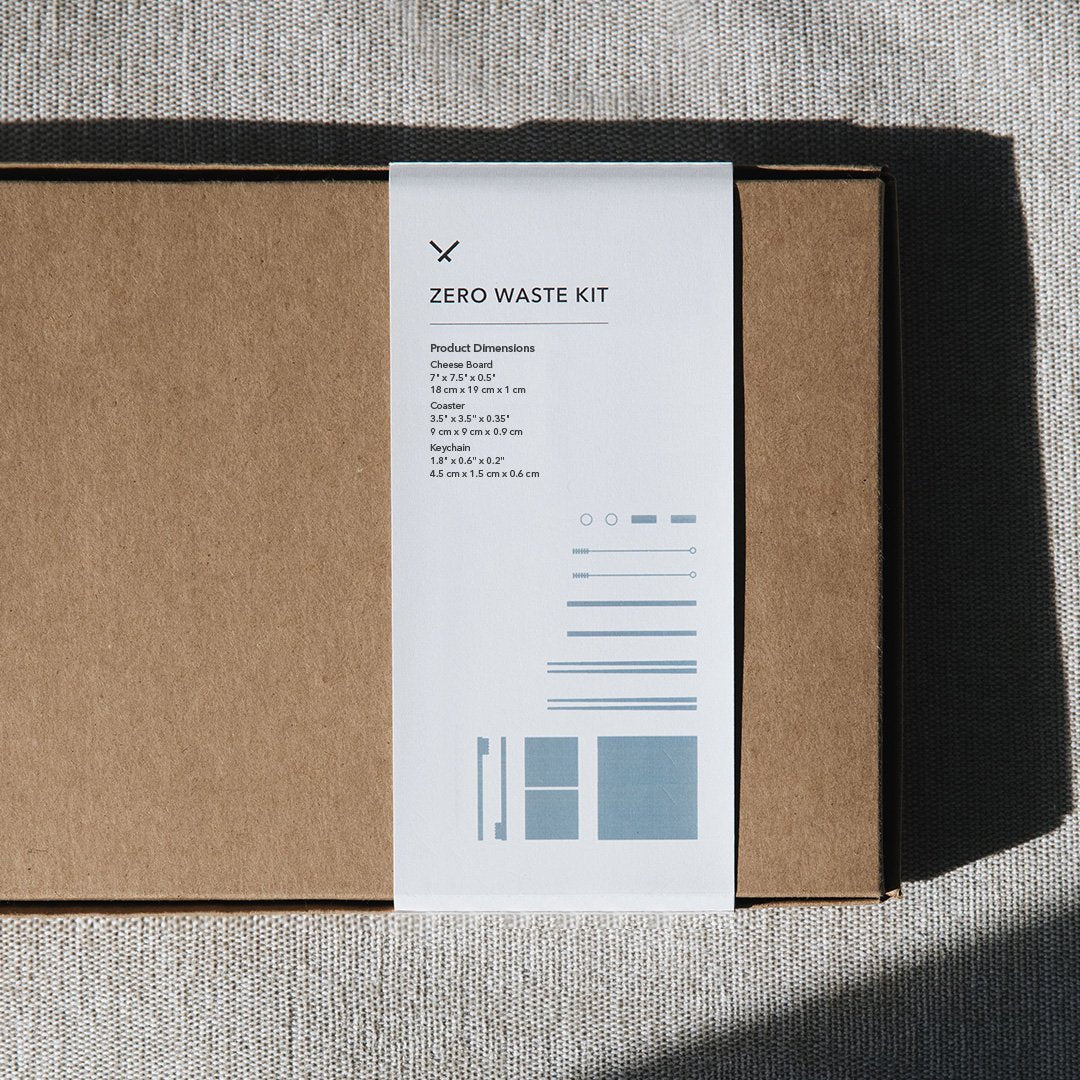 ZERO WASTE KIT
Product Dimensions
Cheese Board
7" x 7.5" x 0.5"
18 cm x 19 cm x 1 cm
Coaster
3.5" x 3.5" x 0.35"
9 cm x 9 cm x 0.9 cm
Keychain
1.8" x 0.6" x 0.2"
4.5 cm x 1.5 cm x 0.6 cm